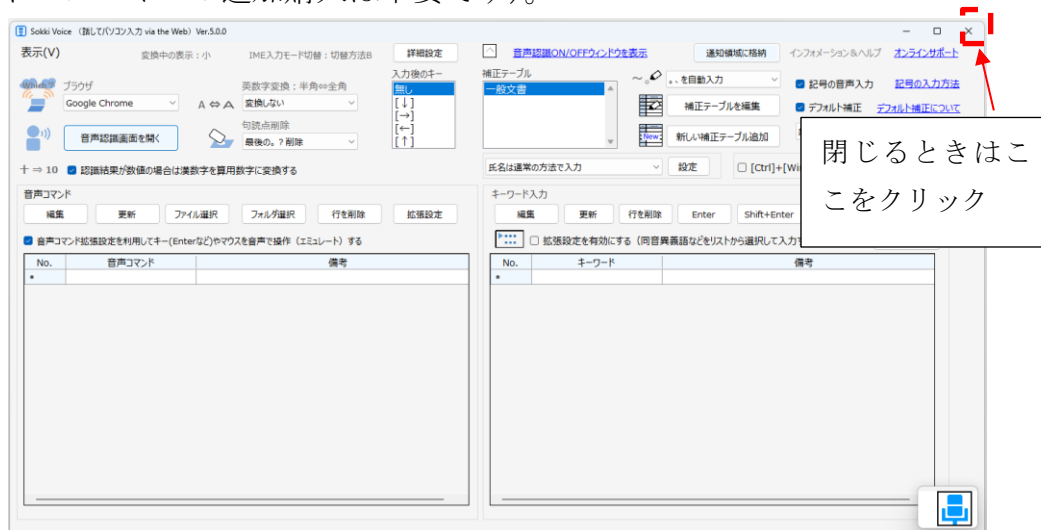 Sokki Voice （話してパソコン入力 via the Web）Ver.5.0.0
表示(V)
変換中の表示：小
IME入力モード切替：切替方法B
詳細設定
音声認識ON/OFFウィンドウを表示
通知領域に格納
インフォメーション&ヘルプ
オンラインサポート
Which?
ブラウザ
英数字変換：半角⇔全角
入力後のキー
補正テーブル
Google Chrome
A ⇔ A
変換しない
無し
[↓]
[→]
[←]
[↑]
一般文書
～。
。、を自動入力
記号の音声入力
記号の入力方法
補正テーブルを編集
デフォルト補正
デフォルト補正について
音声認識画面を開く
句読点削除
最後の。？削除
New
新しい補正テーブル追加
閉じるときはこ
こをクリック
十 ⇒ 10
認識結果が数値の場合は漢数字を算用数字に変換する
氏名は通常の方法で入力
設定
音声コマンド
編集
更新
ファイル選択
フォルダ選択
行を削除
拡張設定
キーワード入力
編集
更新
行を削除
Enter
Shift+Enter
音声コマンド拡張設定を利用してキー(Enterなど)やマウスを音声で操作（エミュレート）する
拡張設定を有効にする（同音異義語などをリストから選択して入力
No.
音声コマンド
備考
*
No.
キーワード
備考
*